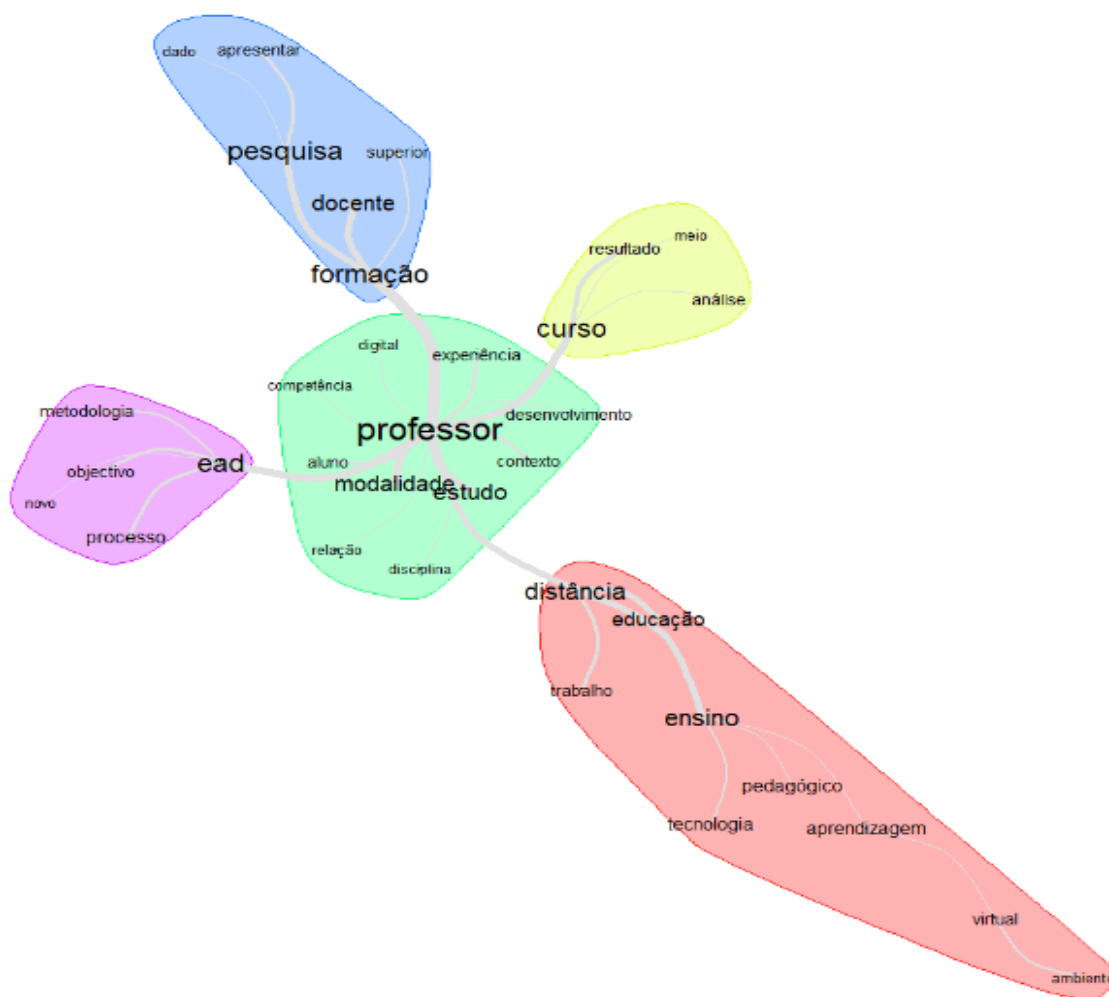 dado
apresentar
pesquisa
superior
docente
formação
meio
resultado
análise
curso
digital
experiência
competência
desenvolvimento
professor
contexto
aluno
modalidade
estudo
relação
disciplina
metodologia
ead
objectivo
novo
processo
distância
educação
trabalho
ensino
pedagógico
tecnologia
aprendizagem
virtual
ambiente